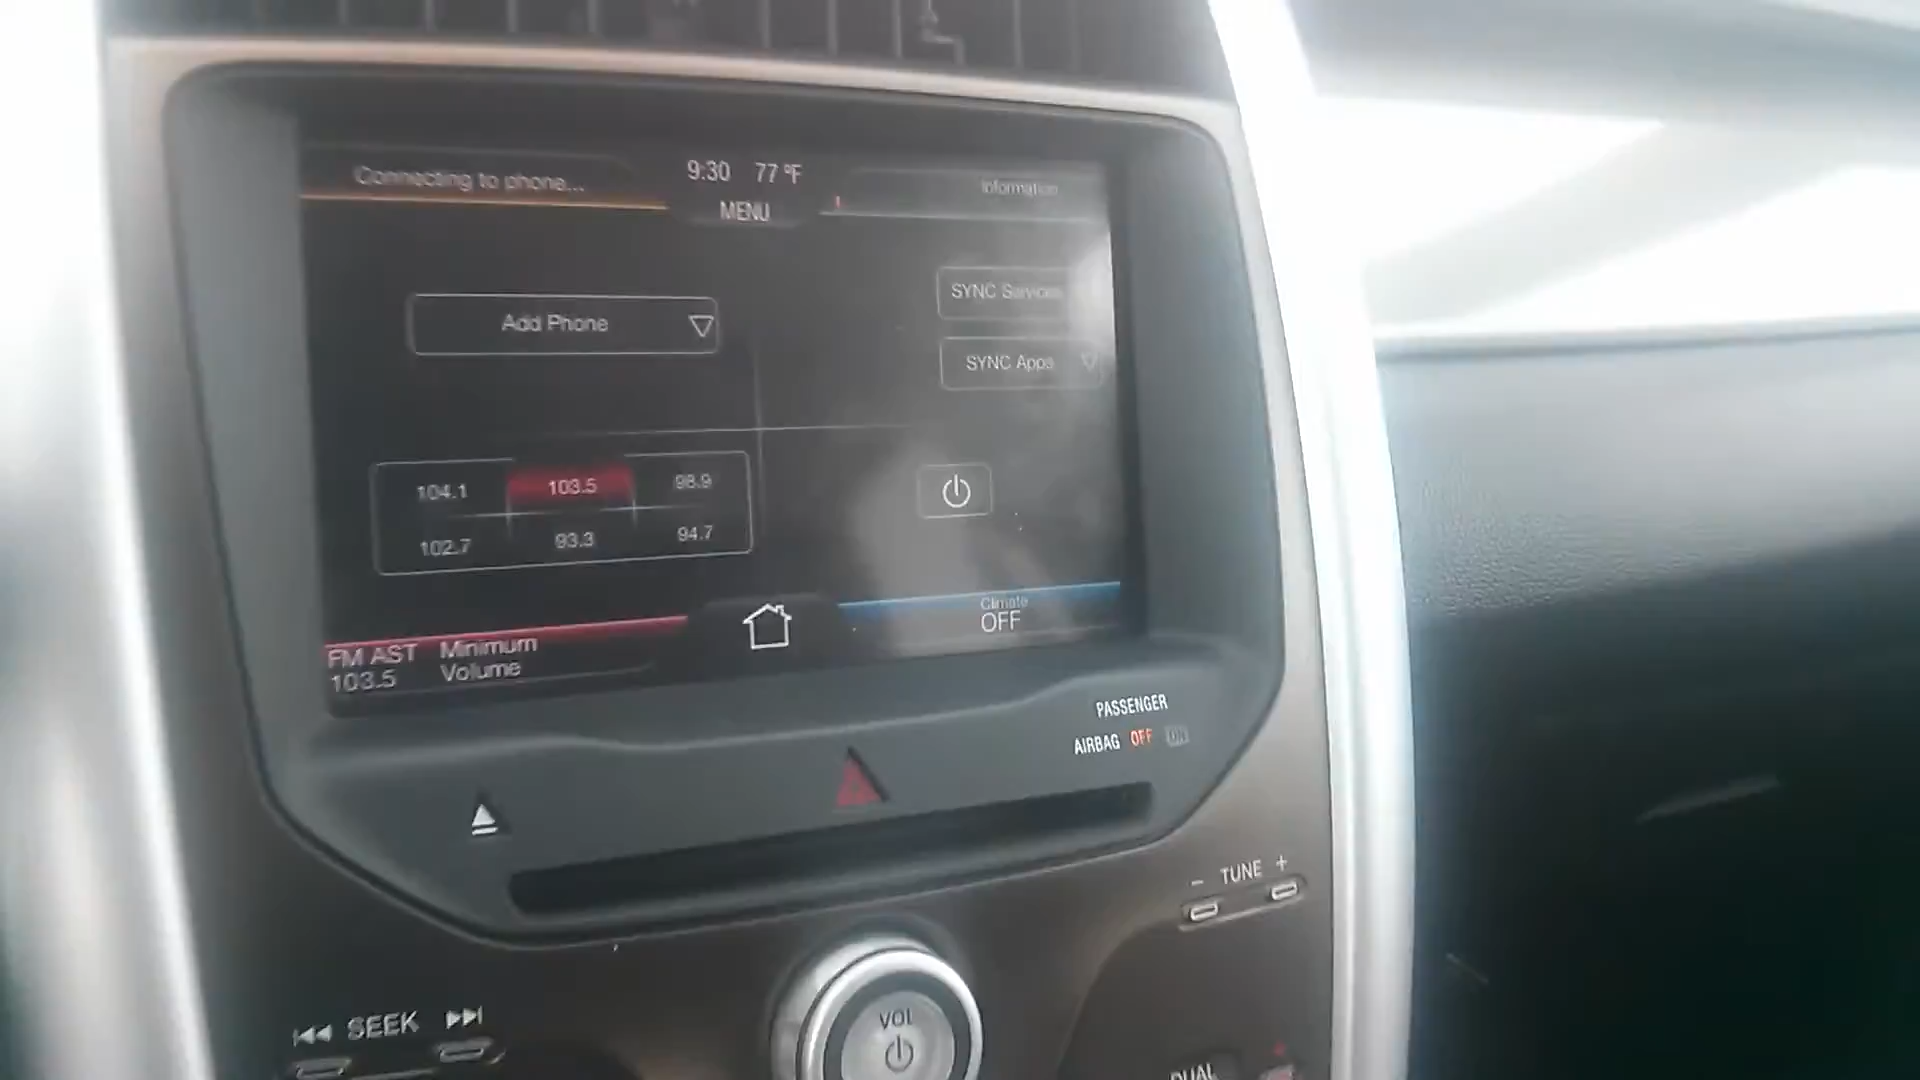 Connecting to phone...
9:30 77 °F
MENU
Information
Add Phone
SYNC Services
SYNC Apps
104.1 103.5 98.9
102.7 93.3 94.7
FM AST Minimum
103.5 Volume
Climate
OFF
PASSENGER
AIRBAG OFF ON
- TUNE +
SEEK
VOL
DUAL